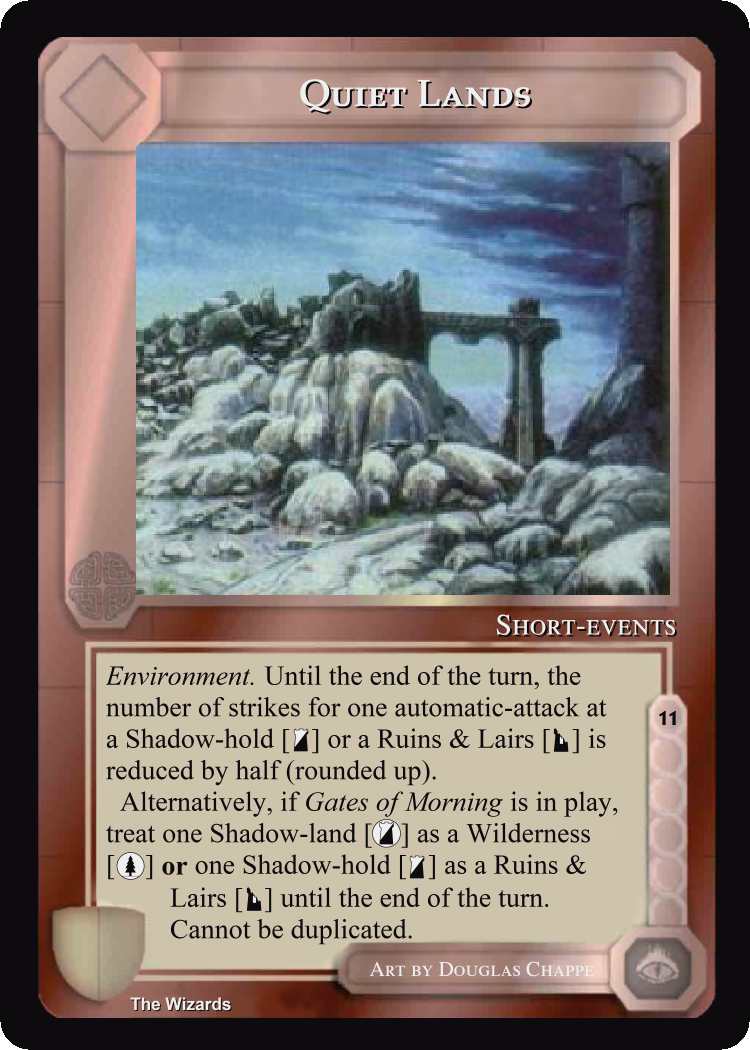 Quiet Lands
Short-events
Environment. Until the end of the turn, the
number of strikes for one automatic-attack at
a Shadow-hold [] or a Ruins & Lairs [] is
reduced by half (rounded up).
Alternatively, if Gates of Morning is in play,
treat one Shadow-land [] as a Wilderness
[] or one Shadow-hold [] as a Ruins &
Lairs [] until the end of the turn.
Cannot be duplicated.
11
Art by Douglas Chappe
The Wizards